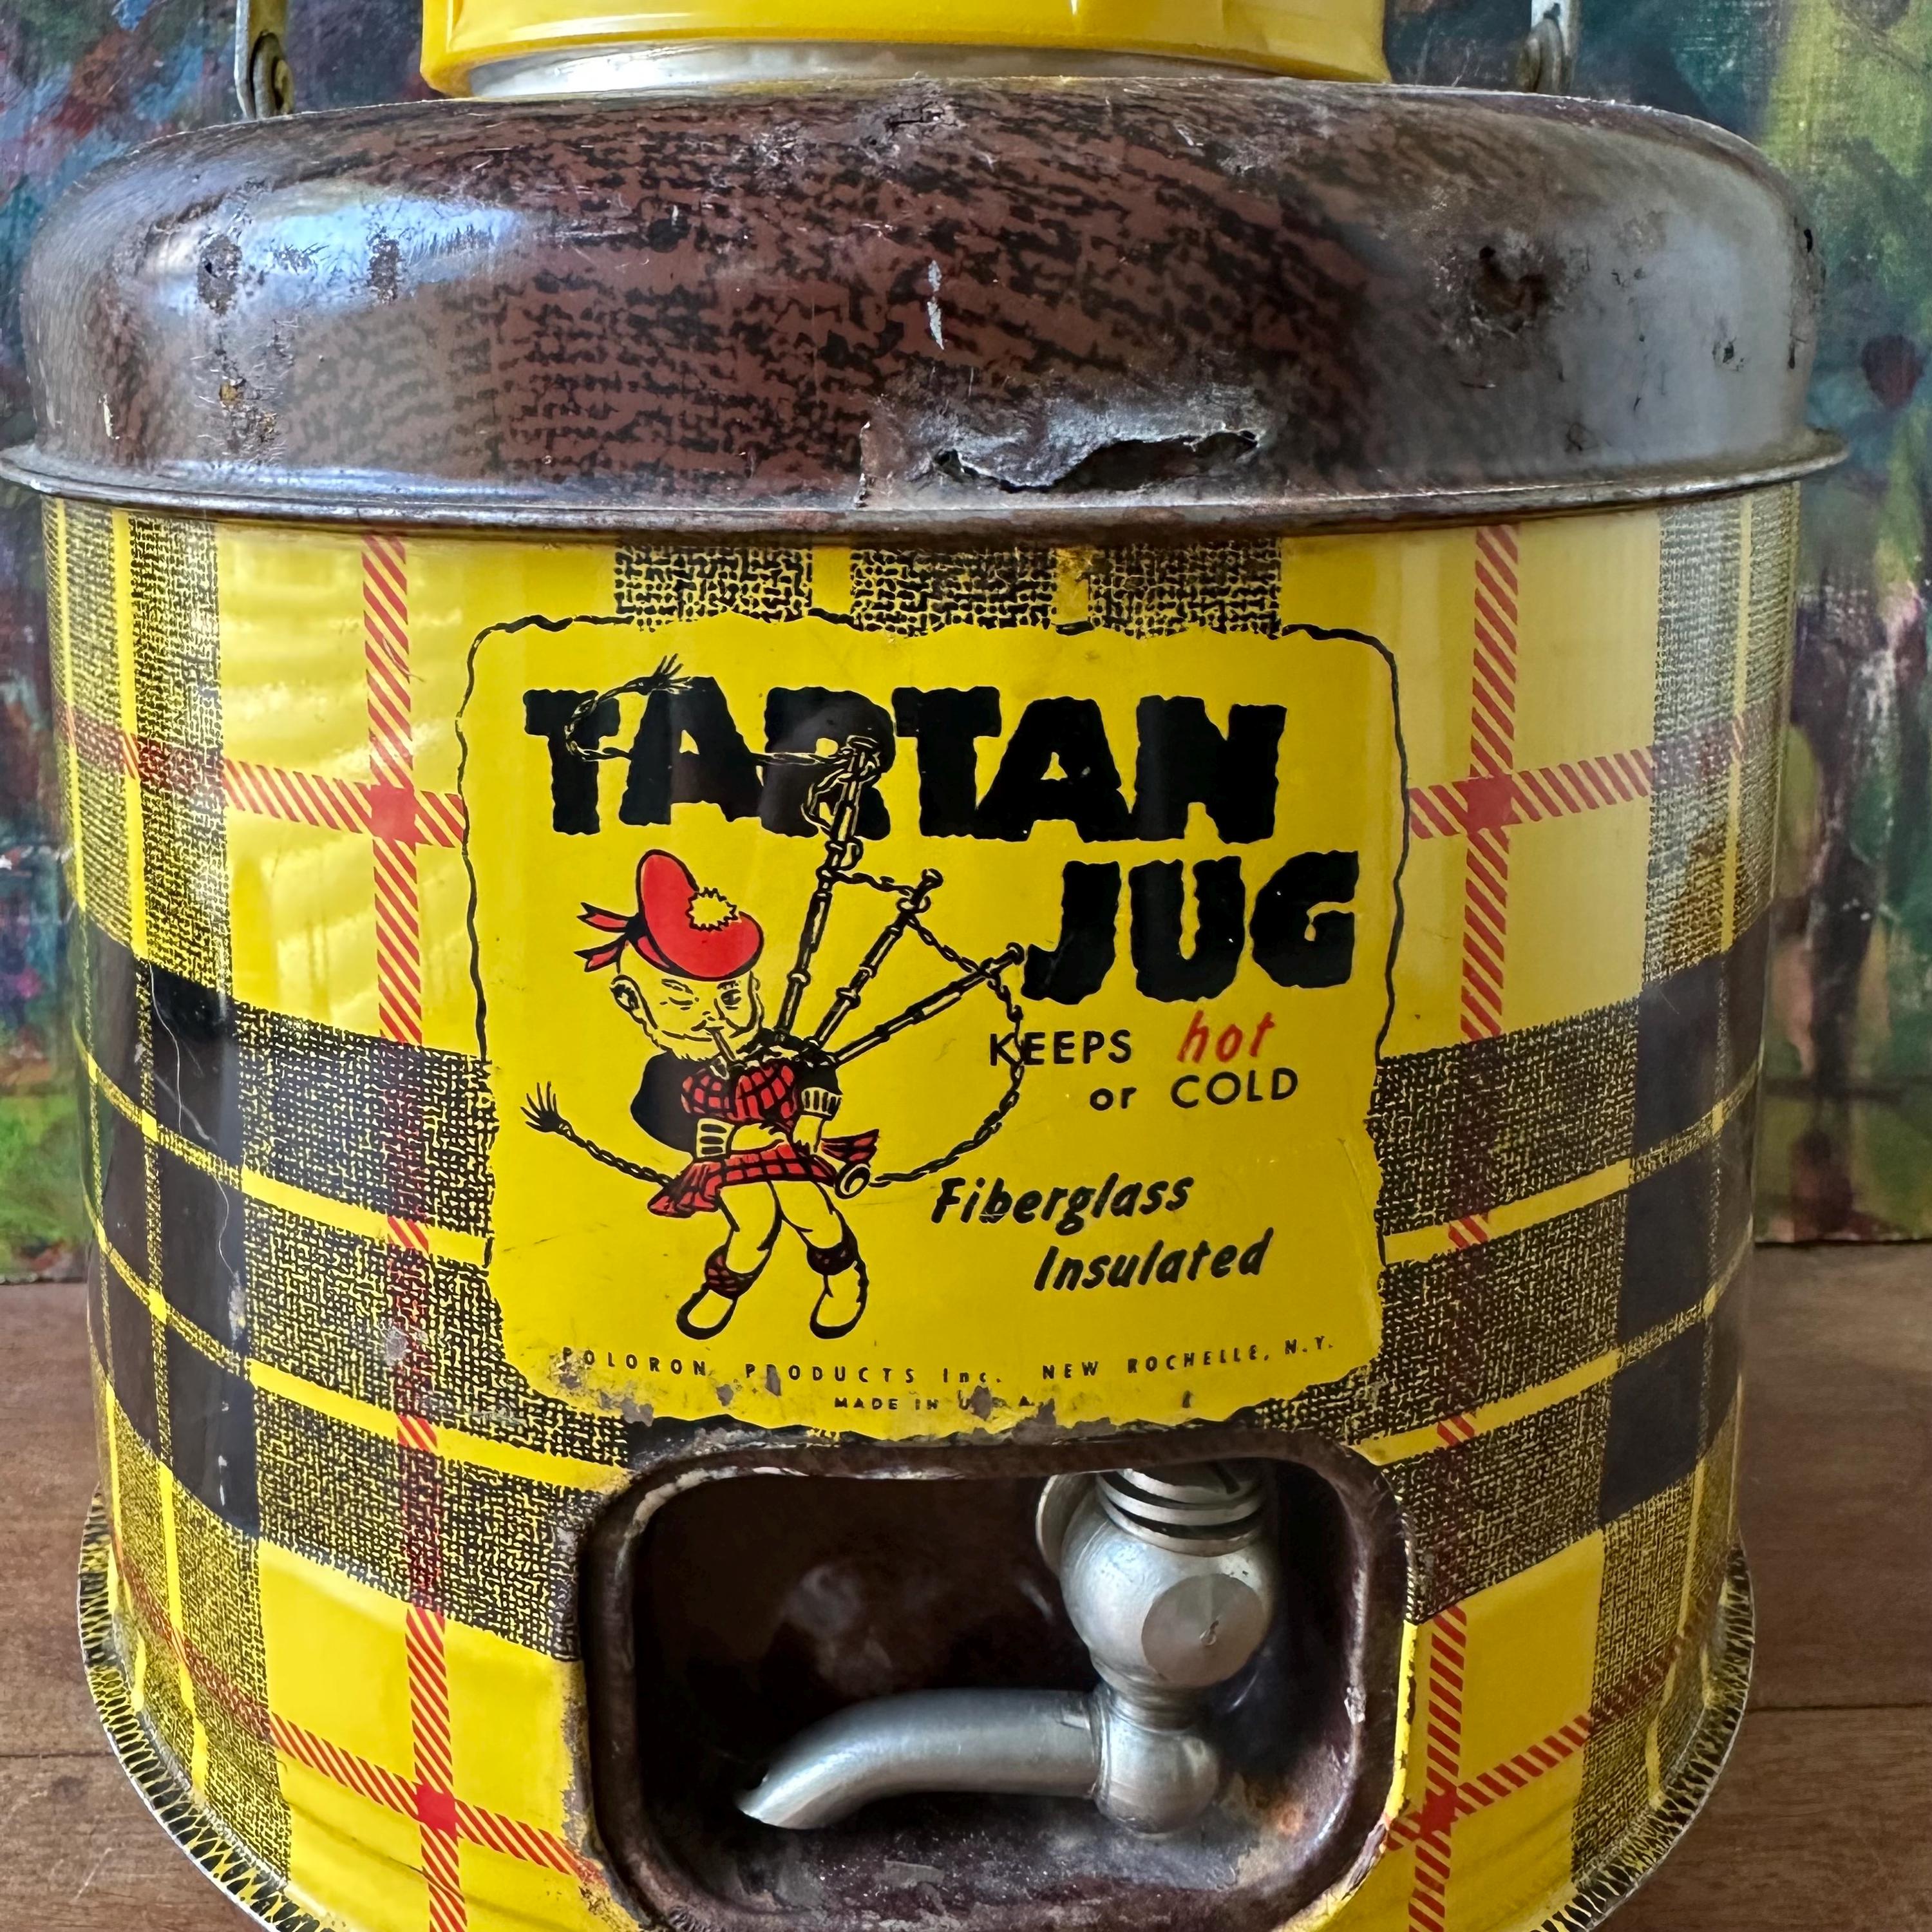 TARTAN
JUG
KEEPS hot
or COLD
Fiberglass
Insulated
POLORON PRODUCTS Inc. NEW ROCHELLE, N.Y.
MADE IN U.S.A.